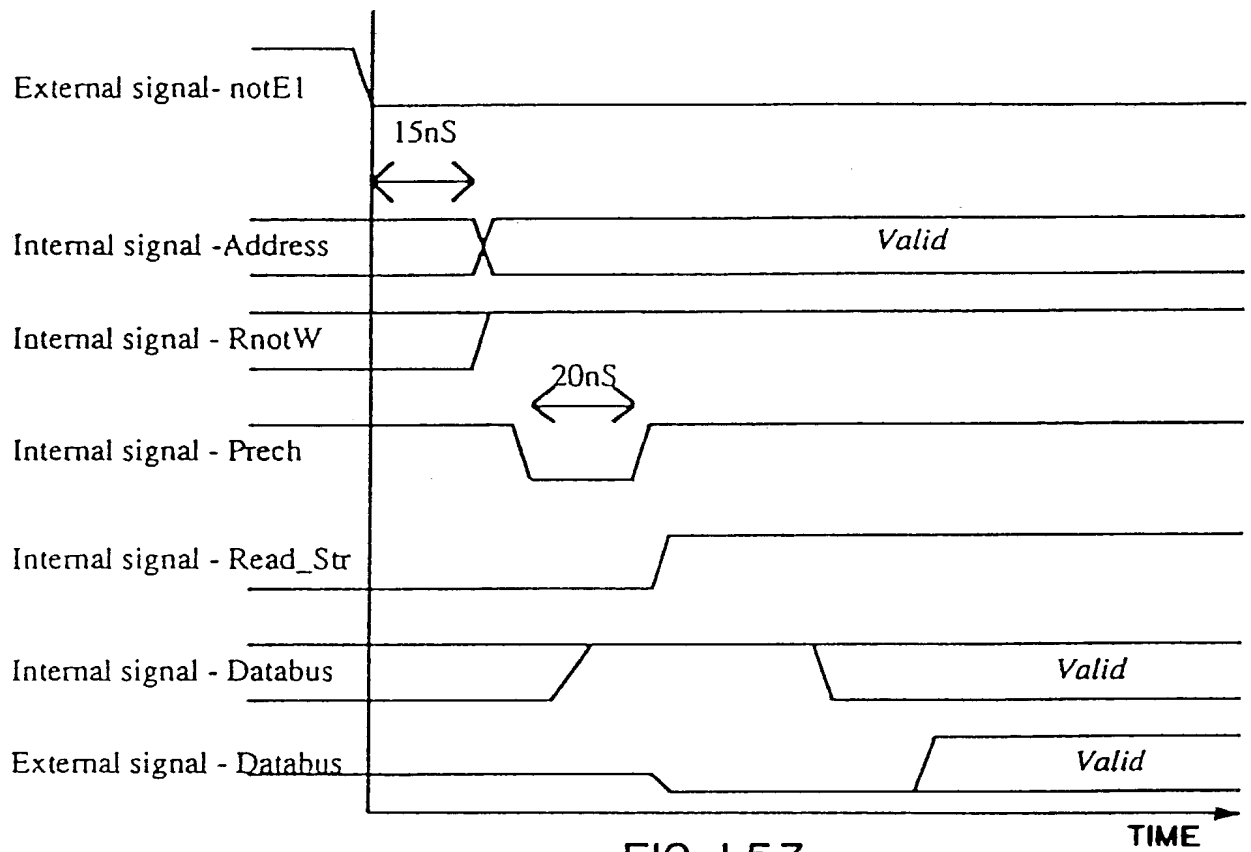 External signal- notE1
15nS
Internal signal -Address
Valid
Internal signal - RnotW
20nS
Internal signal - Prech
Internal signal - Read_Str
Internal signal - Databus
Valid
External signal - Databus
Valid
TIME